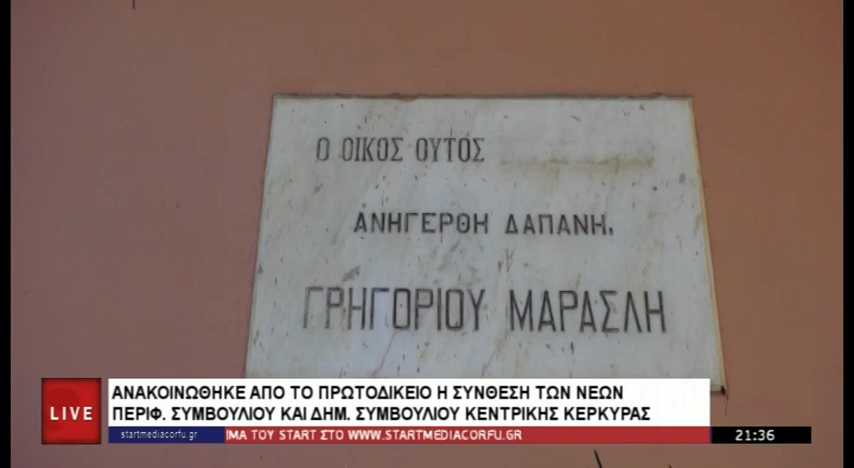 Ο ΟΙΚΟΣ ΟΥΤΟΣ
ΑΝΗΓΕΡΘΗ ΔΑΠΑΝΗ,
ΓΡΗΓΟΡΙΟΥ ΜΑΡΑΣΛΗ
LIVE
ΑΝΑΚΟΙΝΩΘΗΚΕ ΑΠΟ ΤΟ ΠΡΩΤΟΔΙΚΕΙΟ Η ΣΥΝΘΕΣΗ ΤΩΝ ΝΕΩΝ
ΠΕΡΙΦ. ΣΥΜΒΟΥΛΙΟΥ ΚΑΙ ΔΗΜ. ΣΥΜΒΟΥΛΙΟΥ ΚΕΝΤΡΙΚΗΣ ΚΕΡΚΥΡΑΣ
startmediacorfu.gr
ΙΜΑ ΤΟΥ START ΣΤΟ WWW.STARTMEDIACORFU.GR
21:36